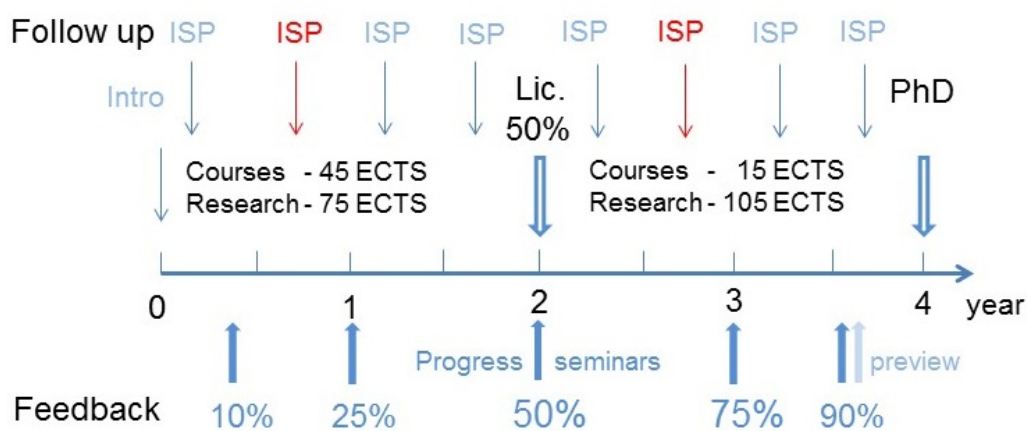 Follow up ISP ISP ISP ISP ISP ISP ISP ISP
Intro Lic. PhD
50%
Courses - 45 ECTS Courses - 15 ECTS
Research - 75 ECTS Research - 105 ECTS
0 1 2 3 4 year
Progress seminars preview
Feedback 10% 25% 50% 75% 90%